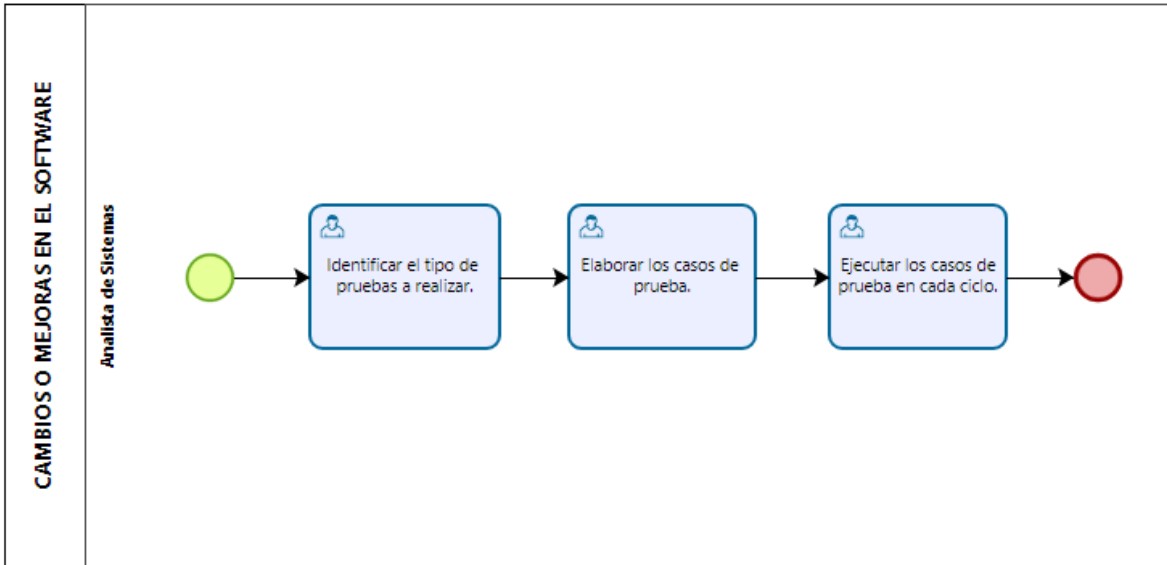 CAMBIOS O MEJORAS EN EL SOFTWARE
Analista de Sistemas
Identificar el tipo de
pruebas a realizar.
Elaborar los casos de
prueba.
Ejecutar los casos de
prueba en cada ciclo.